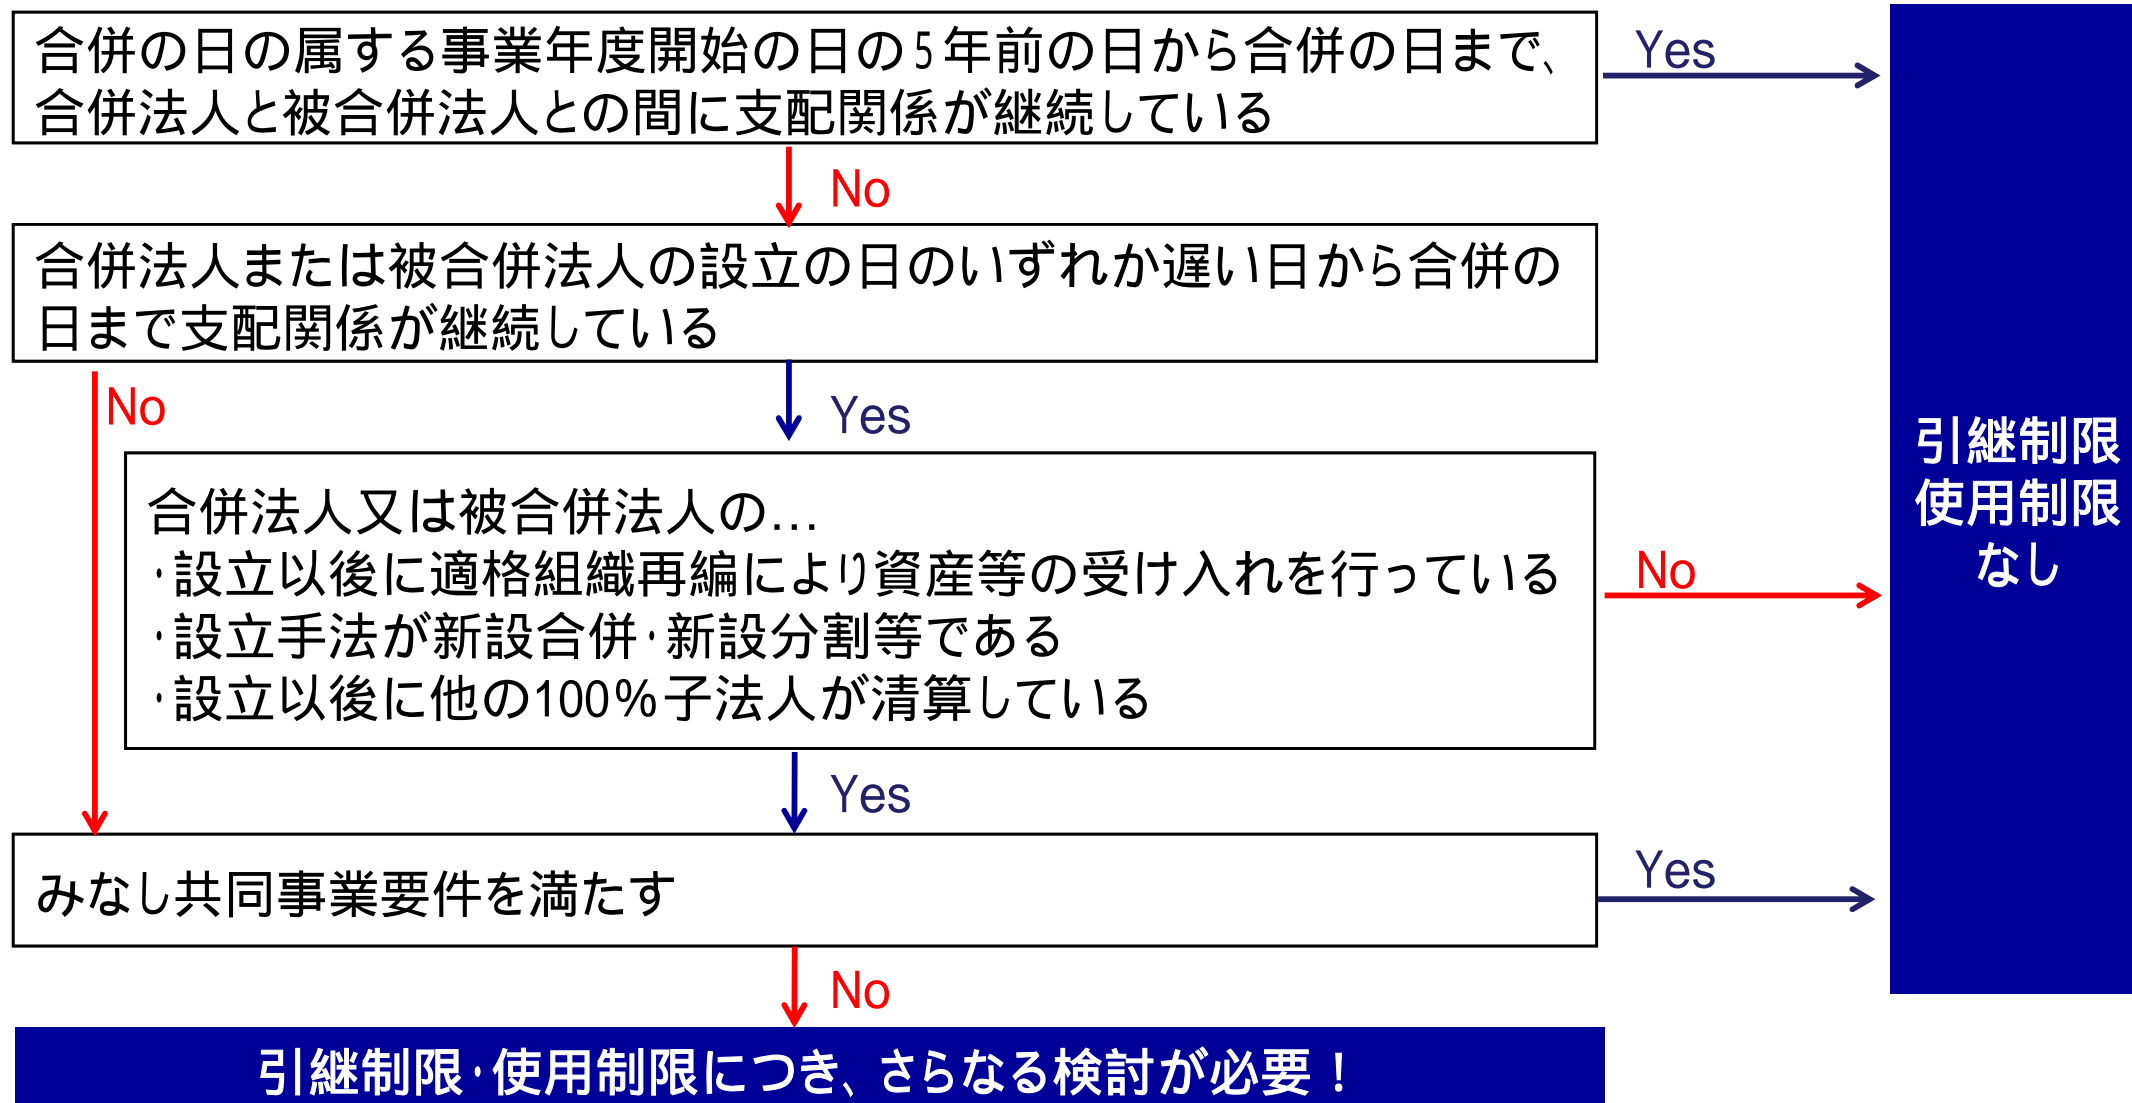 合併の日の属する事業年度開始の日の5年前の日から合併の日まで、
合併法人と被合併法人との間に支配関係が継続している
Yes
No
合併法人または被合併法人の設立の日のいずれか遅い日から合併の
日まで支配関係が継続している
No
Yes
合併法人又は被合併法人の…
・設立以後に適格組織再編により資産等の受け入れを行っている
・設立手法が新設合併・新設分割等である
・設立以後に他の100％子法人が清算している
No
Yes
みなし共同事業要件を満たす
Yes
No
引継制限・使用制限につき、さらなる検討が必要！
引継制限
使用制限
なし